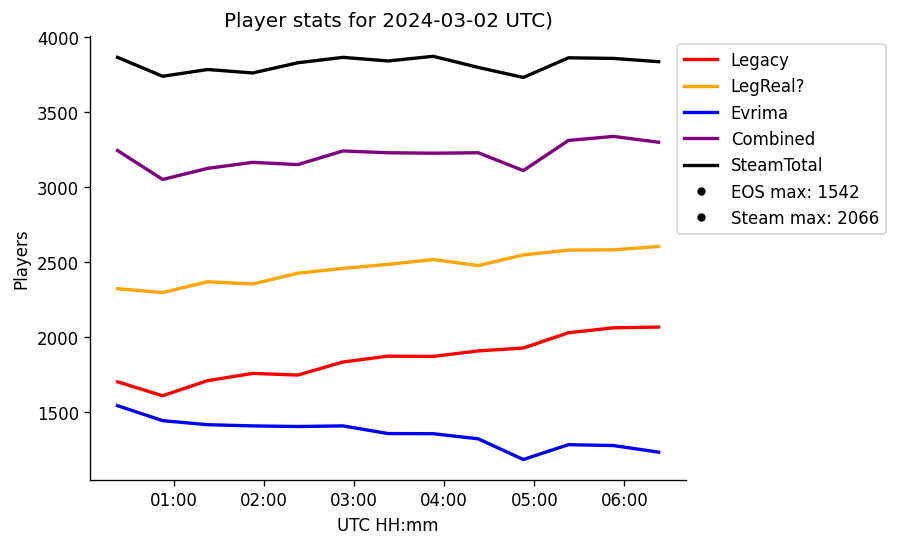 Player stats for 2024-03-02 UTC)
4000
3500
3000
2500
2000
1500
Players
01:00 02:00 03:00 04:00 05:00 06:00
UTC HH:mm
Legacy
LegReal?
Evrima
Combined
SteamTotal
EOS max: 1542
Steam max: 2066